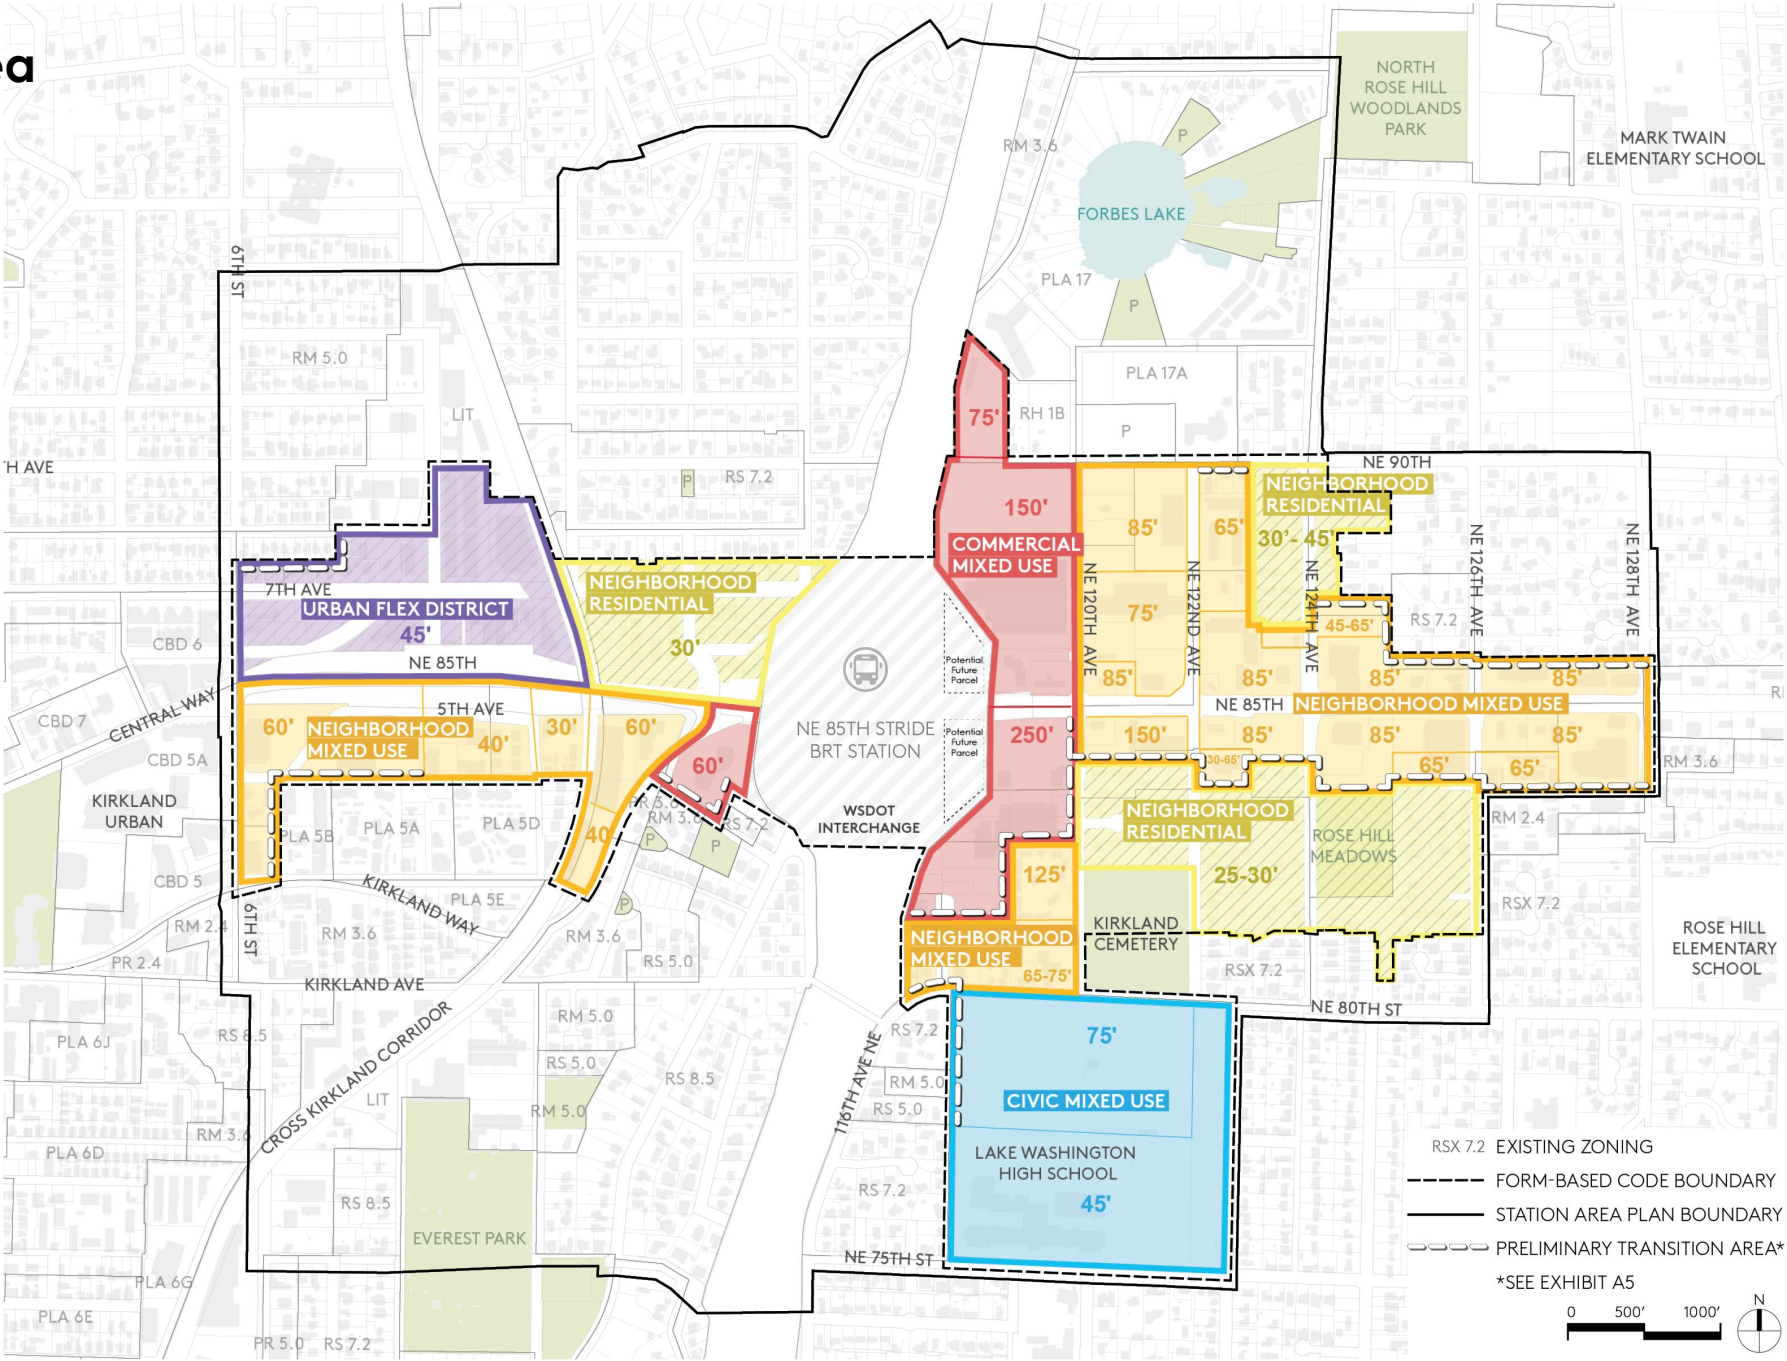 ea
NORTH
ROSE HILL
WOODLANDS
PARK
MARK TWAIN
ELEMENTARY SCHOOL
RM 3.6
P
FORBES LAKE
PLA 17
P
6TH ST
RM 5.0
PLA 17A
LIT
75'
RH 1B
P
'H AVE
RS 7.2
P
NE 90TH
NEIGHBORHOOD
RESIDENTIAL
30'- 45'
150'
COMMERCIAL
MIXED USE
85'
65'
NE 120TH AVE
NE 122ND AVE
NE 124TH AVE
NE 126TH AVE
NE 128TH AVE
7TH AVE
URBAN FLEX DISTRICT
45'
NE 85TH
NEIGHBORHOOD
RESIDENTIAL
30'
75'
45-65'
RS 7.2
CBD 6
Potential
Future
Parcel
85'
85'
85'
85'
CENTRAL WAY
CBD 7
5TH AVE
60'
NEIGHBORHOOD
MIXED USE
40'
30'
60'
NE 85TH STRIDE
BRT STATION
Potential
Future
Parcel
250'
NE 85TH
NEIGHBORHOOD MIXED USE
150'
85'
85'
85'
CBD 5A
60'
30-65'
65'
65'
RM 3.6
KIRKLAND
URBAN
PLA 5B
PLA 5A
PLA 5D
40'
PR 3.6
RM 3.6
RS 7.2
P
P
WSDOT
INTERCHANGE
NEIGHBORHOOD
RESIDENTIAL
25-30'
ROSE HILL
MEADOWS
RM 2.4
CBD 5
KIRKLAND WAY
PLA 5E
P
125'
RSX 7.2
RM 2.4
6TH ST
RM 3.6
RM 3.6
KIRKLAND
CEMETERY
NEIGHBORHOOD
MIXED USE
65-75'
ROSE HILL
ELEMENTARY
SCHOOL
PR 2.4
RS 5.0
RSX 7.2
KIRKLAND AVE
NE 80TH ST
PLA 6J
RS 8.5
CROSS KIRKLAND CORRIDOR
RM 5.0
RS 7.2
116TH AVE NE
75'
RS 5.0
RS 8.5
RM 5.0
LIT
RM 5.0
RS 5.0
CIVIC MIXED USE
RM 3.6
PLA 6D
LAKE WASHINGTON
HIGH SCHOOL
45'
RS 8.5
RS 7.2
EVEREST PARK
NE 75TH ST
PLA 6G
PLA 6E
PR 5.0
RS 7.2
RSX 7.2 EXISTING ZONING
FORM-BASED CODE BOUNDARY
STATION AREA PLAN BOUNDARY
PRELIMINARY TRANSITION AREA*
*SEE EXHIBIT A5
0 500' 1000'
N